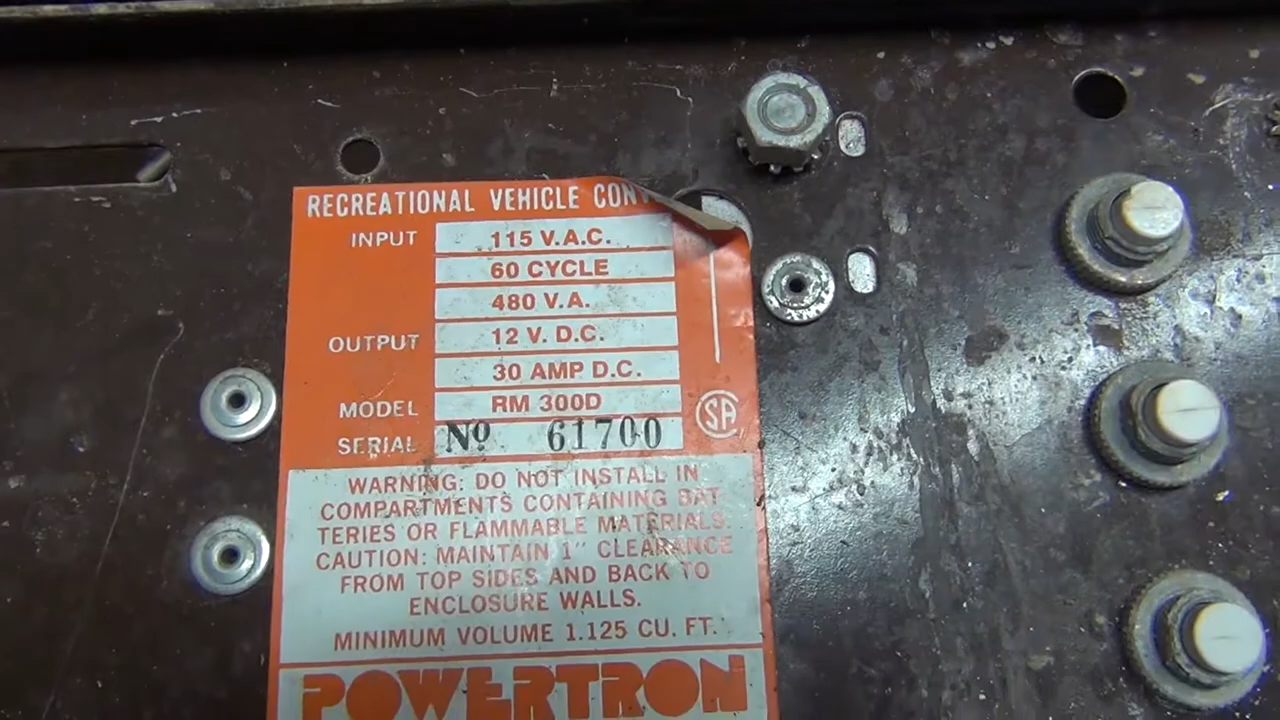 RECREATIONAL VEHICLE CONV
INPUT 115 V.A.C.
60 CYCLE
480 V.A.
OUTPUT 12 V. D.C.
30 AMP D.C.
MODEL RM 300D
SERIAL Nº 61700
SA
WARNING: DO NOT INSTALL IN
COMPARTMENTS CONTAINING BAT
TERIES OR FLAMMABLE MATERIALS.
CAUTION: MAINTAIN 1" CLEARANCE
FROM TOP SIDES AND BACK TO
ENCLOSURE WALLS.
MINIMUM VOLUME 1.125 CU. FT.
POWERTRON